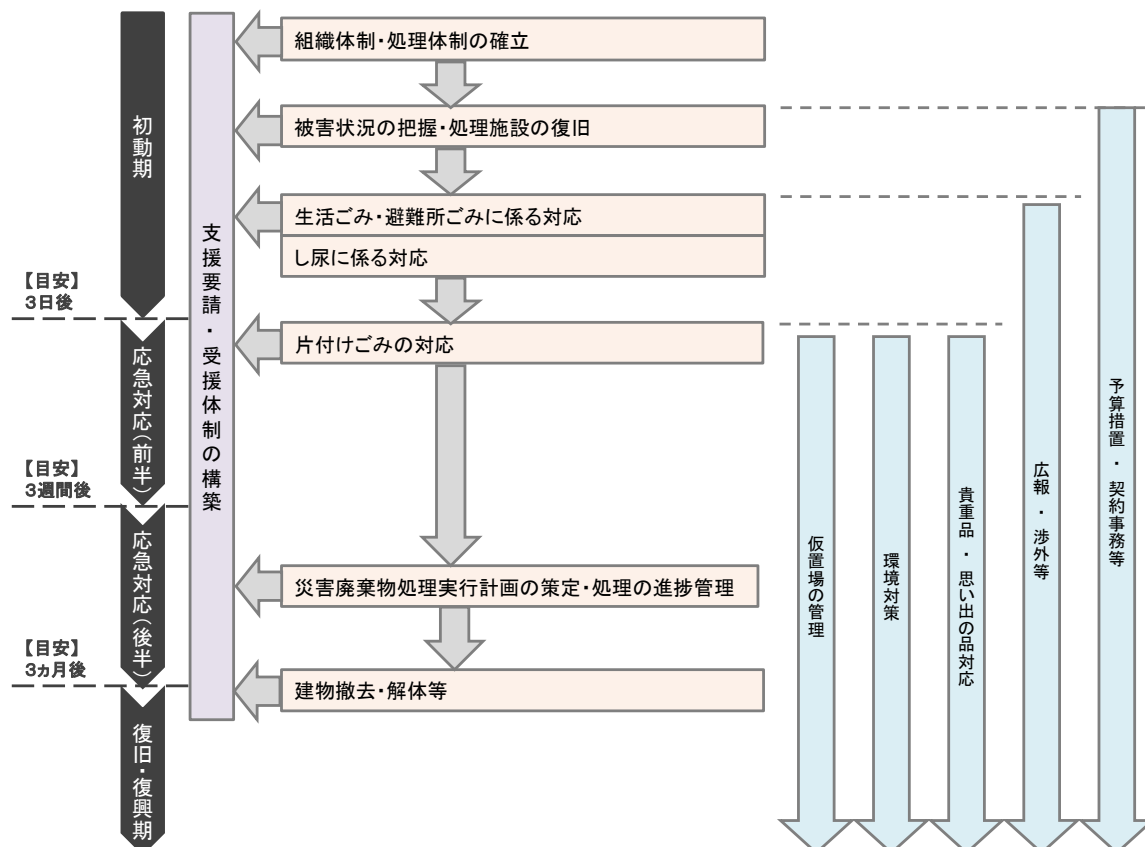 初動期
【目安】
3日後
応急対応(前半)
【目安】
3週間後
応急対応(後半)
【目安】
3ヵ月後
復旧・復興期
支援要請・受援体制の構築
組織体制・処理体制の確立
被害状況の把握・処理施設の復旧
生活ごみ・避難所ごみに係る対応
し尿に係る対応
片付けごみの対応
災害廃棄物処理実行計画の策定・処理の進捗管理
建物撤去・解体等
仮置場の管理
環境対策
貴重品・思い出の品対応
広報・渉外等
予算措置・契約事務等